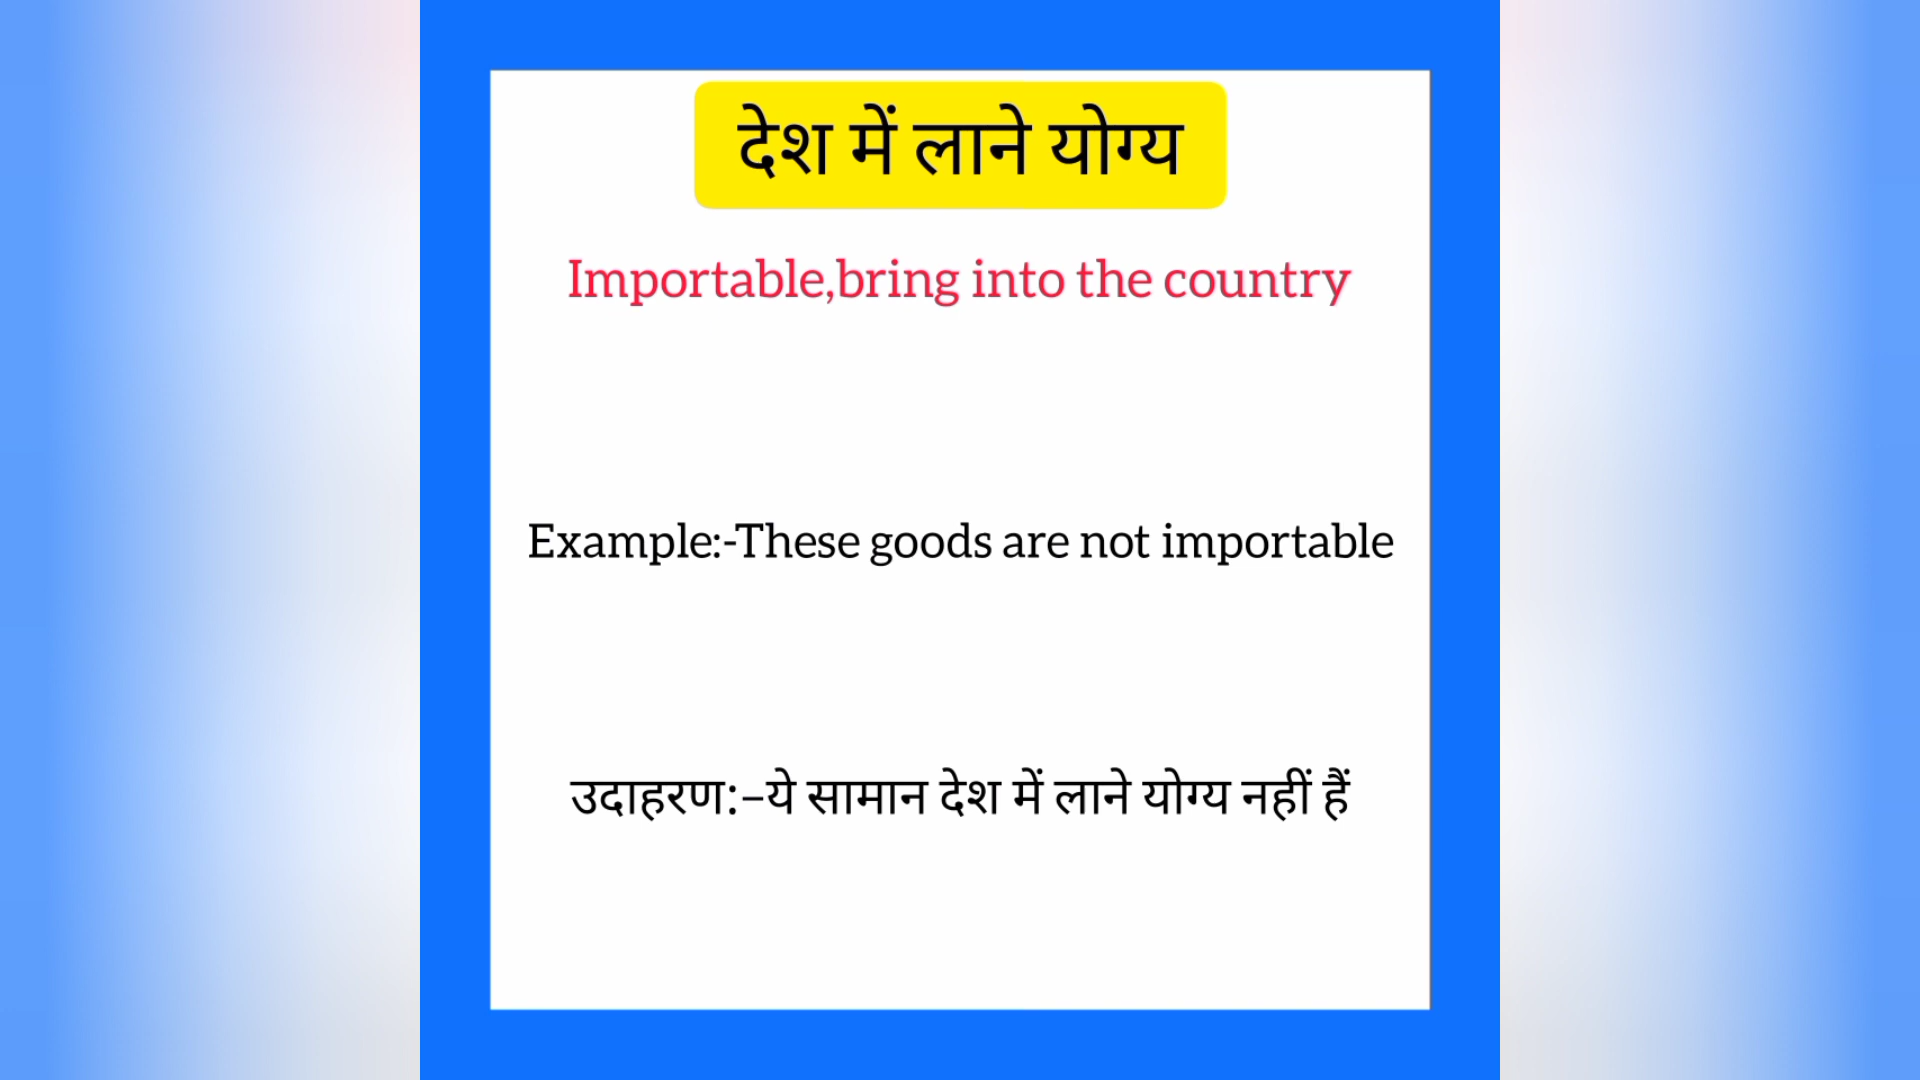 देश में लाने योग्य
Importable,bring into the country
Example:-These goods are not importable
उदाहरण:–ये सामान देश में लाने योग्य नहीं हैं